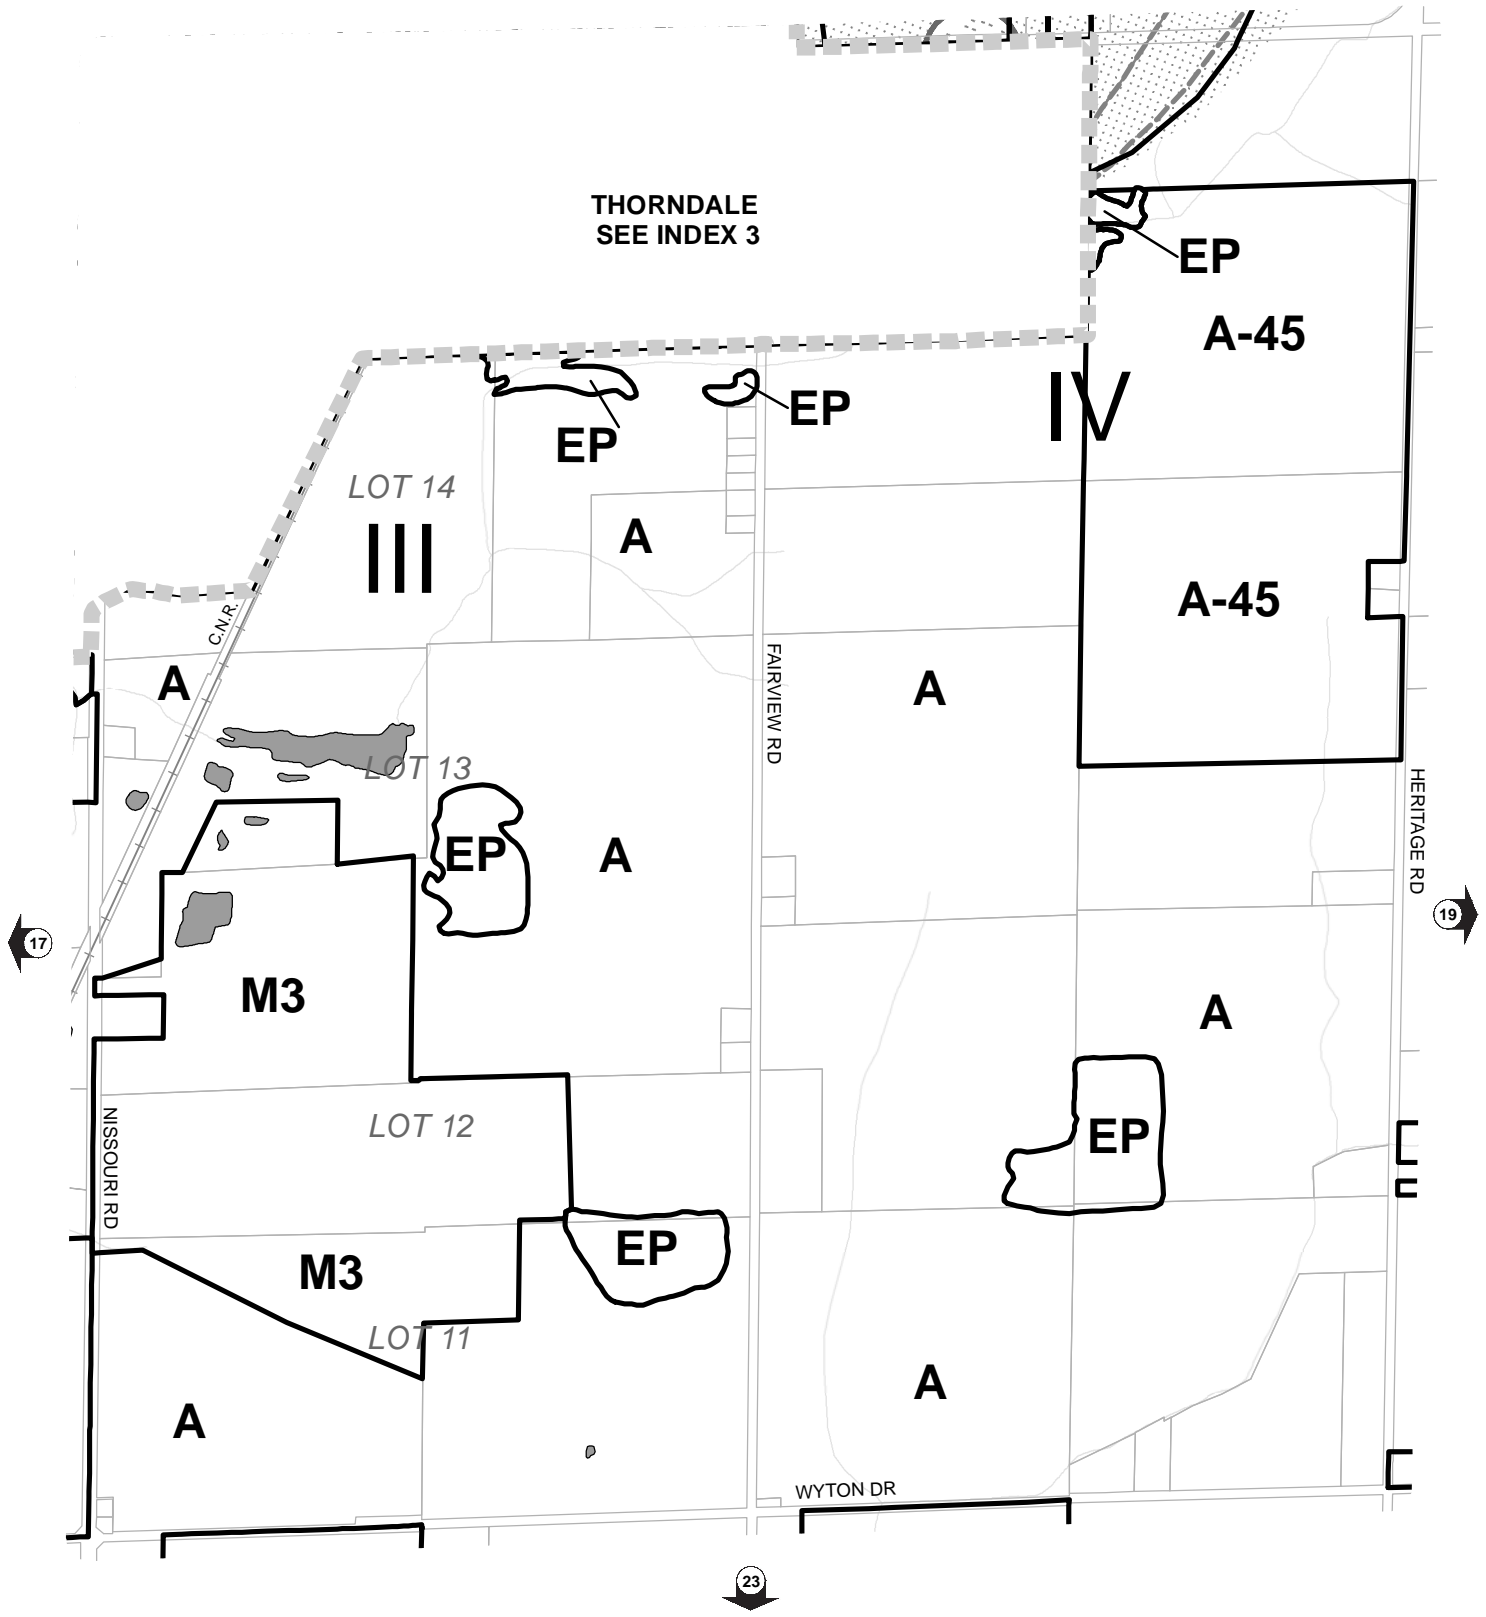 THORNDALE
SEE INDEX 3
EP
A-45
IV
EP
EP
LOT 14
III
A
A-45
C.N.R.
A
FAIRVIEW RD
A
LOT 13
HERITAGE RD
EP
A
17
19
M3
A
NISSOURI RD
LOT 12
EP
EP
M3
LOT 11
A
A
WYTON DR
23